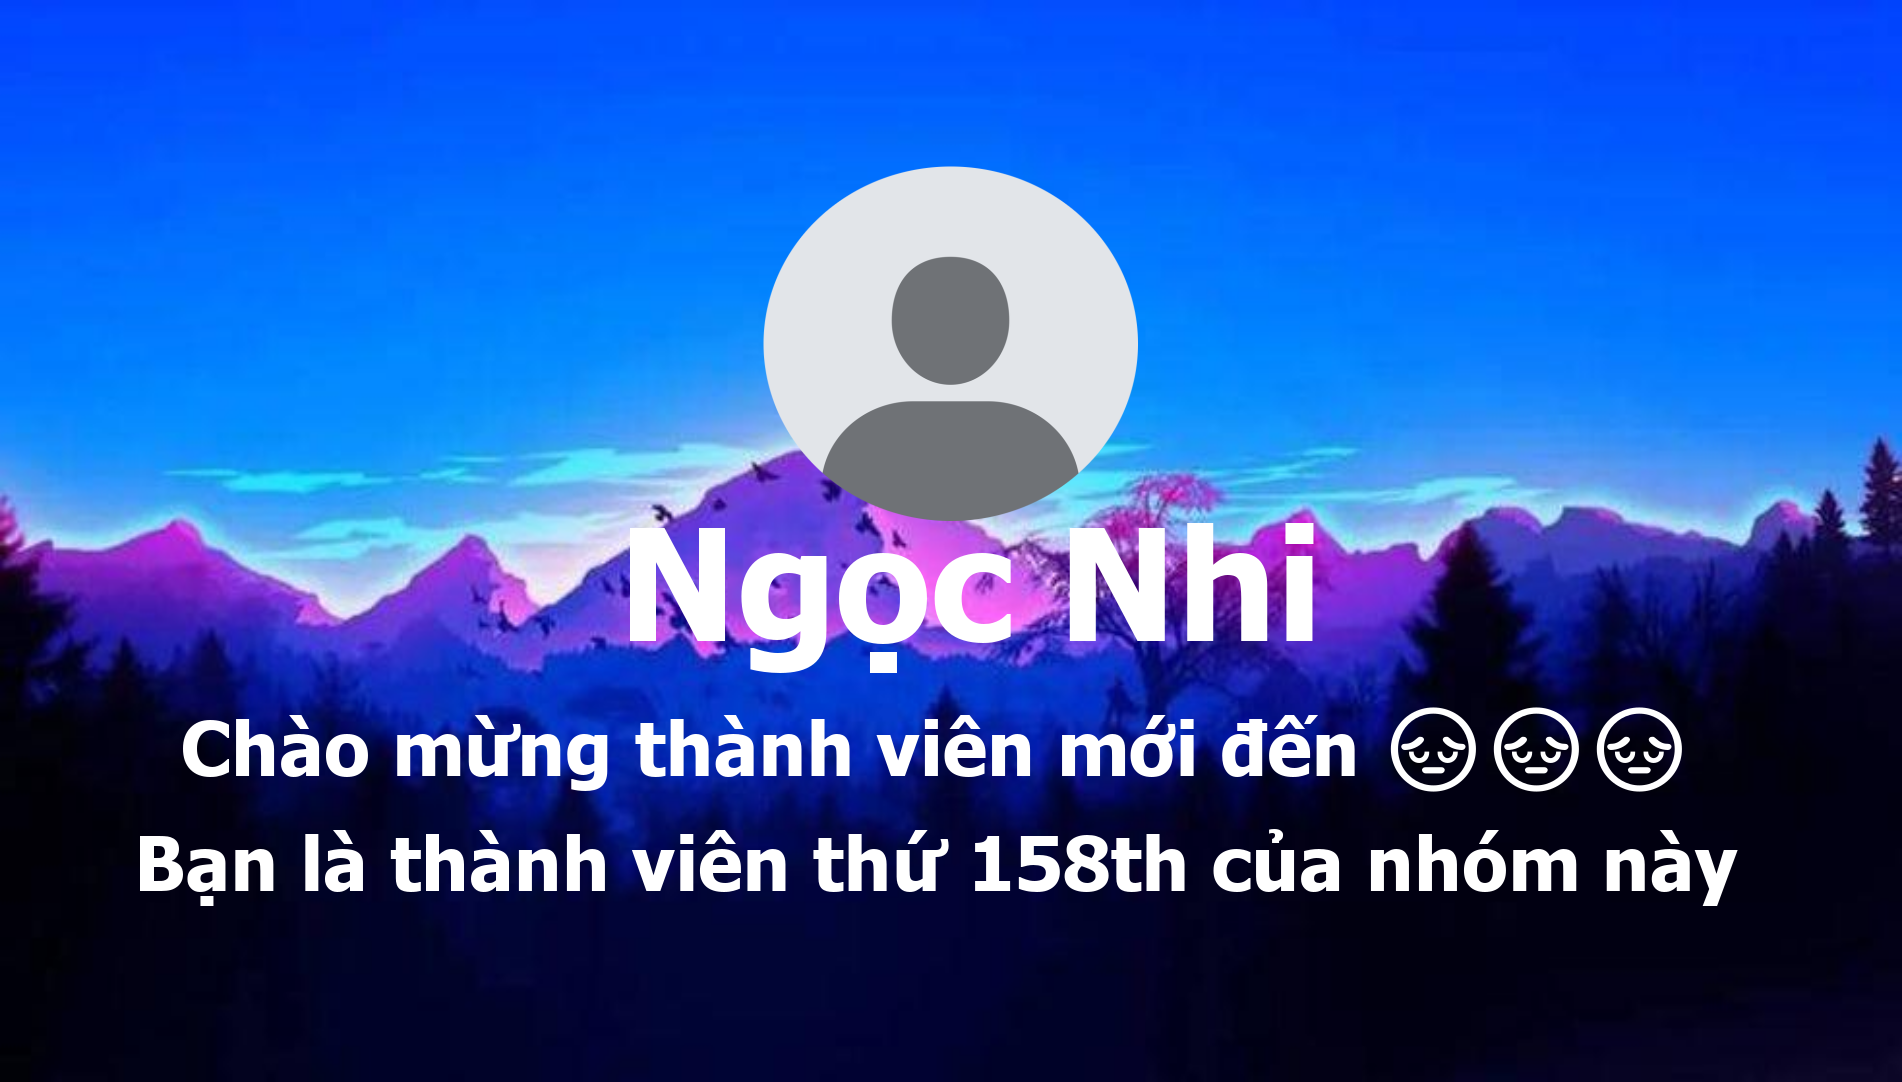 Ngọc Nhi
Chào mừng thành viên mới đến 😔😔😔
Bạn là thành viên thứ 158th của nhóm này